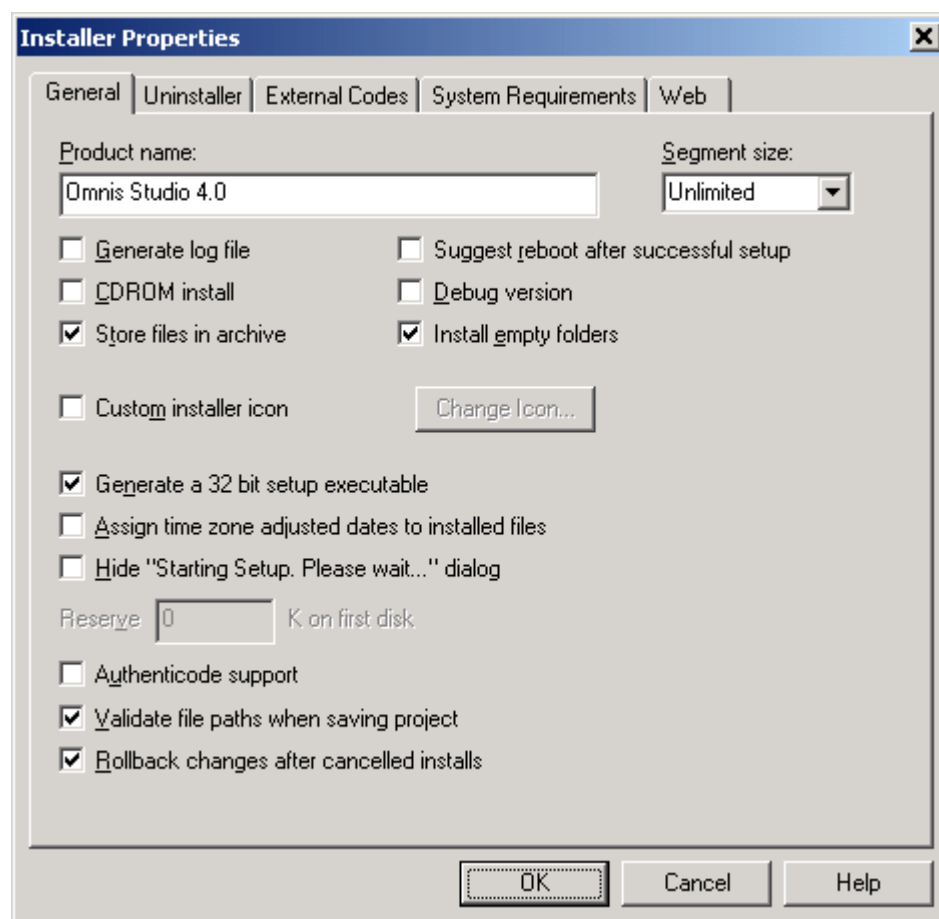 Installer Properties
General Uninstaller External Codes System Requirements Web
Product name: Segment size:
Omnis Studio 4.0 Unlimited
Generate log file Suggest reboot after successful setup
CDROM install Debug version
Store files in archive Install empty folders
Custom installer icon Change Icon...
Generate a 32 bit setup executable
Assign time zone adjusted dates to installed files
Hide "Starting Setup. Please wait..." dialog
Reserve 0 K on first disk
Authenticode support
Validate file paths when saving project
Rollback changes after cancelled installs
OK Cancel Help